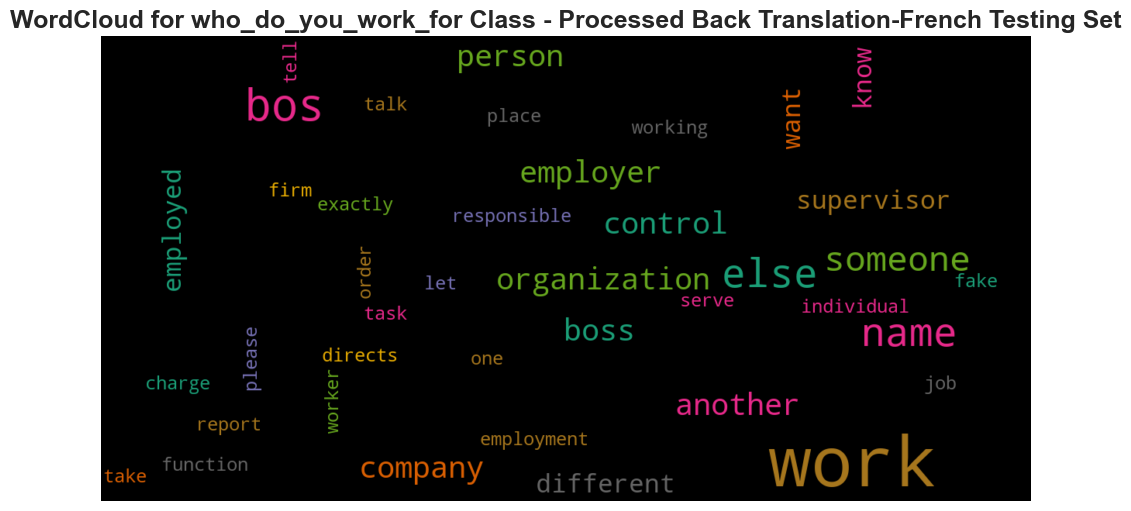 WordCloud for who_do_you_work_for Class - Processed Back Translation-French Testing Set
tell
person
know
bos
talk
place
want
working
employed
employer
firm
exactly
supervisor
responsible
control
order
let
organization
else
someone
fake
task
serve
individual
boss
name
please
directs
one
worker
charge
another
job
report
employment
work
take
function
company
different